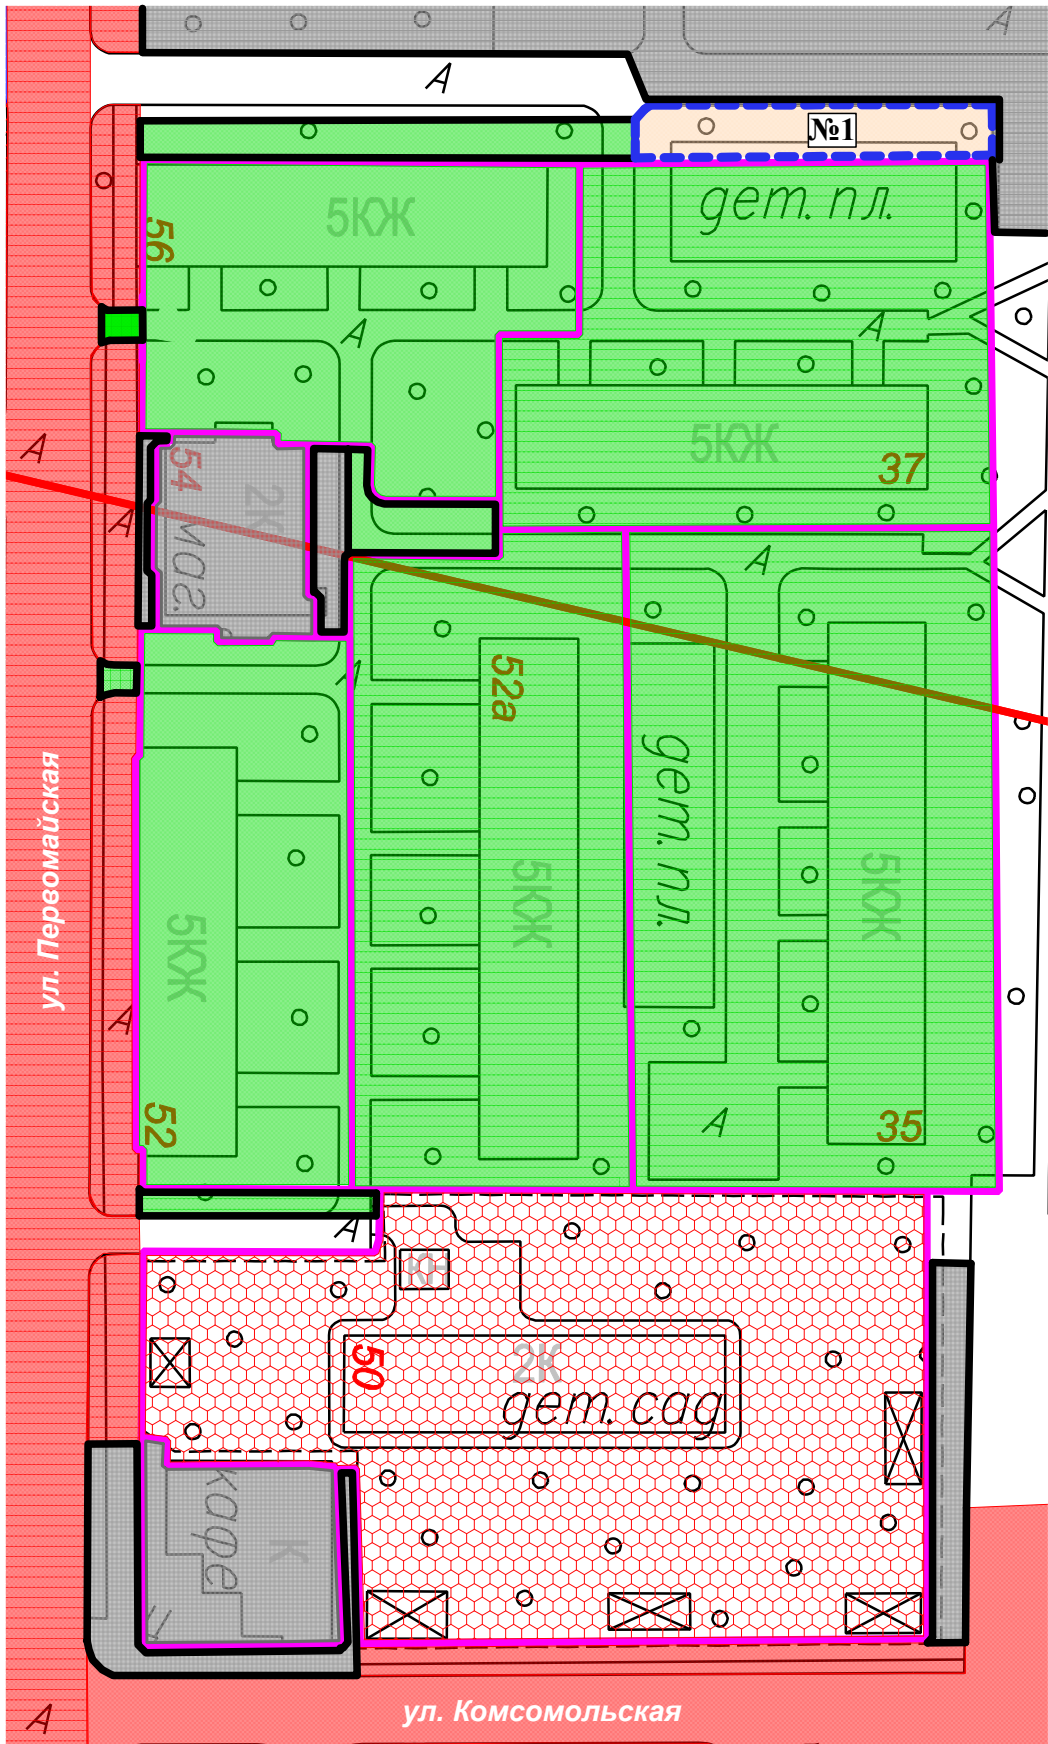 А
А
№1
5КЖ
дет. пл.
56
А
А
5КЖ
37
А
54
2К
маг.
А
А
А
52а
дет. пл.
ул. Первомайская
5КЖ
5КЖ
5КЖ
А
52
А
35
А
КН
50
2К
дет. сад
кафе
К
А
ул. Комсомольская